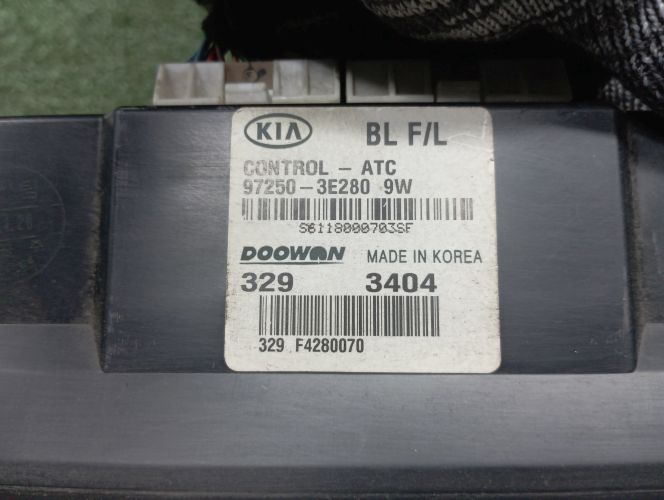 KIA BL F/L
CONTROL - ATC
97250-3E280 9W
S6118000703SF
DOOWON MADE IN KOREA
329 3404
329 F4280070